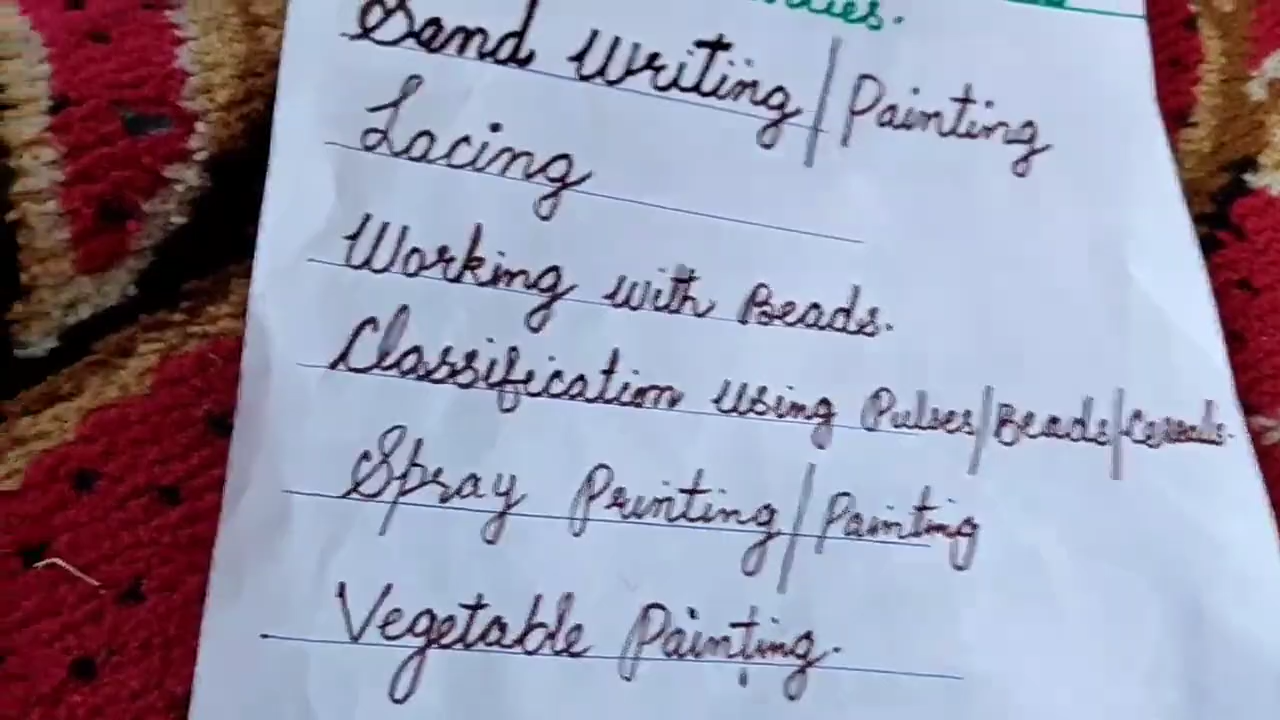 Sand Writing/Painting
Lacing
Working with Beads.
Classification using Pulses/Beads/Cereals.
Spray Printing/Painting
Vegetable Painting.